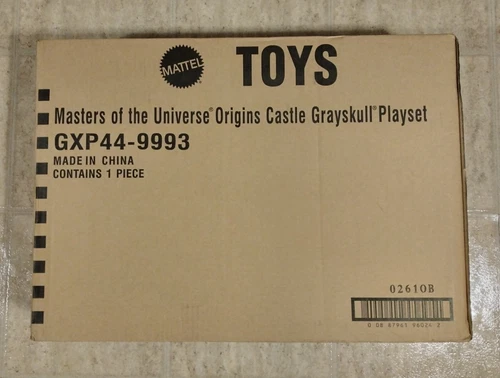 MATTEL
TOYS
Masters of the Universe® Origins Castle Grayskull® Playset
GXP44-9993
MADE IN CHINA
CONTAINS 1 PIECE
02610B